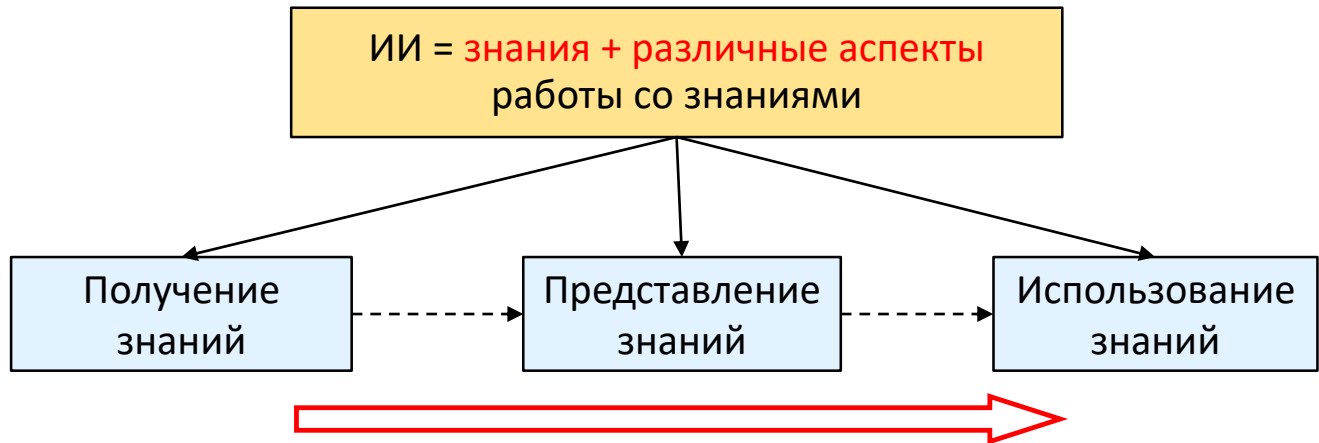 ИИ = знания + различные аспекты
работы со знаниями
Получение
знаний
Представление
знаний
Использование
знаний